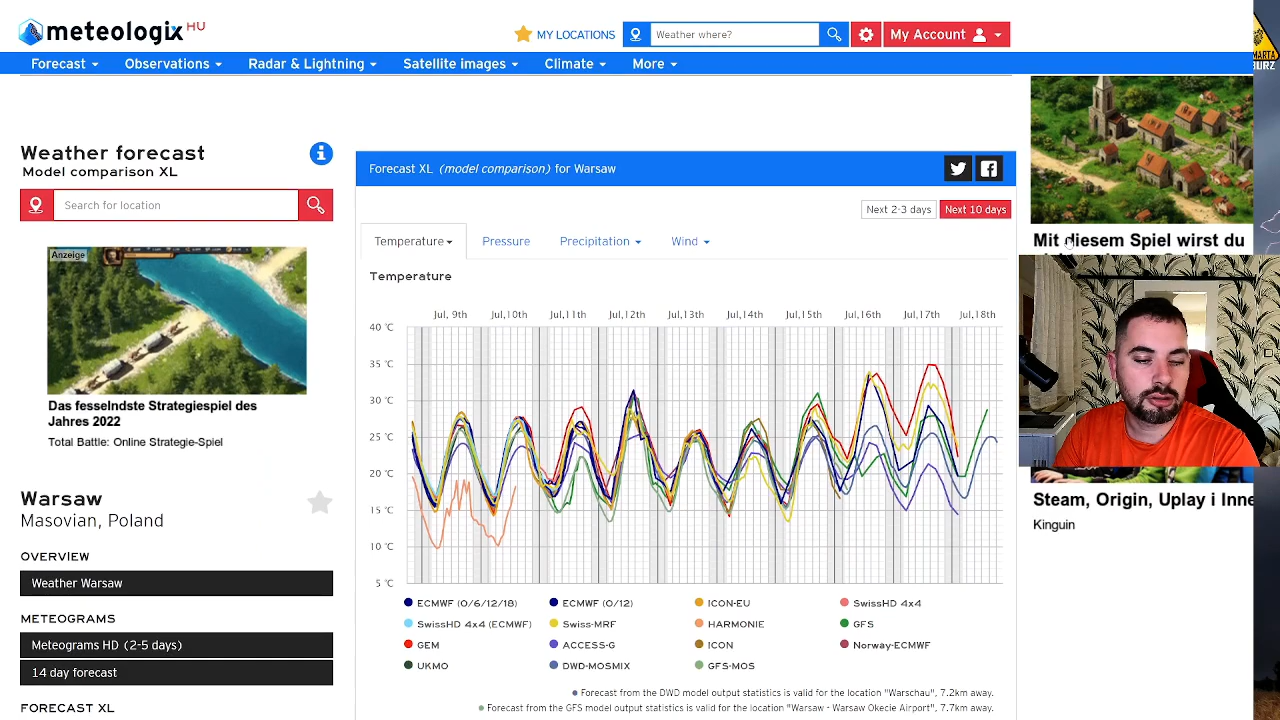 meteologix HU
MY LOCATIONS
Weather where?
My Account
Forecast
Observations
Radar & Lightning
Satellite images
Climate
More
Weather forecast
Model comparison XL
Search for location
Anzeige
Das fesselndste Strategiespiel des
Jahres 2022
Total Battle: Online Strategie-Spiel
Warsaw
Masovian, Poland
OVERVIEW
Weather Warsaw
METEOGRAMS
Meteograms HD (2-5 days)
14 day forecast
FORECAST XL
Forecast XL (model comparison) for Warsaw
Next 2-3 days
Next 10 days
Temperature
Pressure
Precipitation
Wind
Temperature
Jul, 9th
Jul, 10th
Jul, 11th
Jul, 12th
Jul, 13th
Jul, 14th
Jul, 15th
Jul, 16th
Jul, 17th
Jul, 18th
40 °C
35 °C
30 °C
25 °C
20 °C
15 °C
10 °C
5 °C
ECMWF (0/6/12/18)
ECMWF (0/12)
ICON-EU
SwissHD 4x4
SwissHD 4x4 (ECMWF)
Swiss-MRF
HARMONIE
GFS
GEM
ACCESS-G
ICON
Norway-ECMWF
UKMO
DWD-MOSMIX
GFS-MOS
Forecast from the DWD model output statistics is valid for the location "Warschau", 7.2km away.
Forecast from the GFS model output statistics is valid for the location "Warsaw - Warsaw Okecie Airport", 7.7km away.
Mit diesem Spiel wirst du
Steam, Origin, Uplay i Inne
Kinguin
BURZ